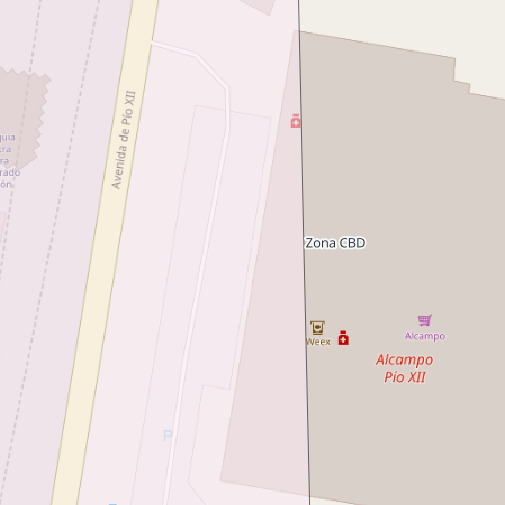 Avenida de Pío XII
Zona CBD
Weex
Alcampo
Alcampo
Pío XII
P